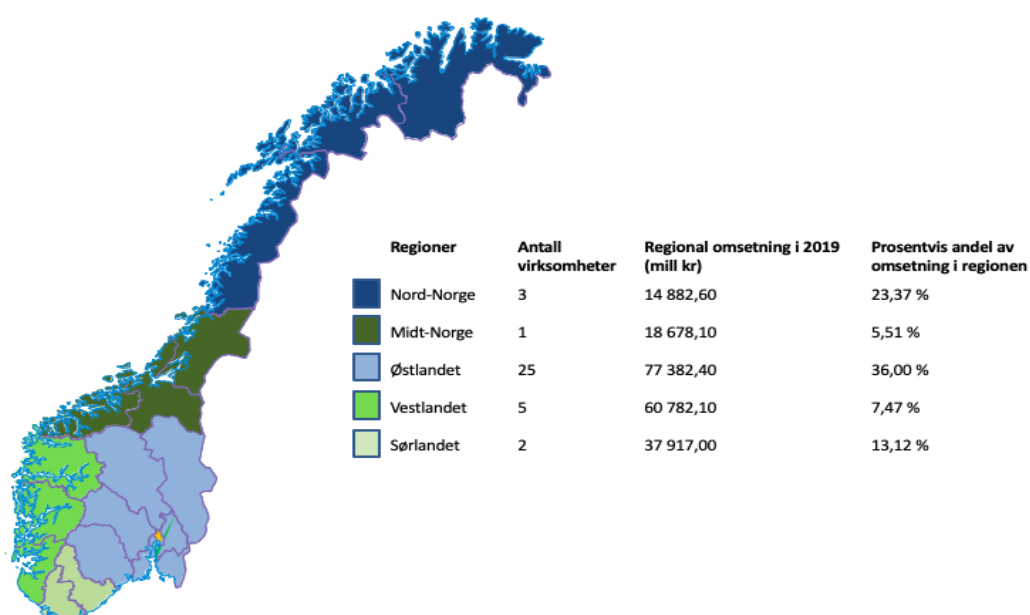 Regioner Antall virksomheter Regional omsetning i 2019 (mill kr) Prosentvis andel av omsetning i regionen
Nord-Norge 3 14 882,60 23,37 %
Midt-Norge 1 18 678,10 5,51 %
Østlandet 25 77 382,40 36,00 %
Vestlandet 5 60 782,10 7,47 %
Sørlandet 2 37 917,00 13,12 %